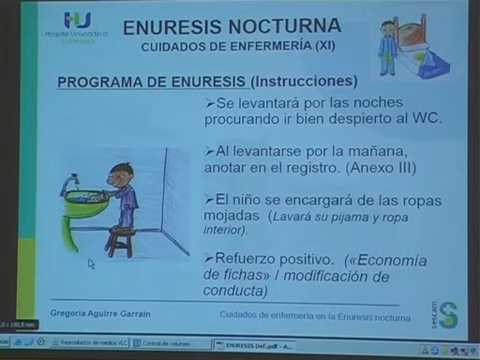 Hospital Universitario
ENURESIS NOCTURNA
CUIDADOS DE ENFERMERÍA (XI)
PROGRAMA DE ENURESIS (Instrucciones)
➢Se levantará por las noches
procurando ir bien despierto al WC.
➢Al levantarse por la mañana,
anotar en el registro. (Anexo III)
➢El niño se encargará de las ropas
mojadas (Lavará su pijama y ropa
interior).
➢Refuerzo positivo. («Economía
de fichas» / modificación de
conducta)
Gregoria Aguirre Garrain
Cuidados de enfermería en la Enuresis nocturna
sescam
Reproductor de medios VLC
Control de volumen
ENURESIS Def.pdf - A...